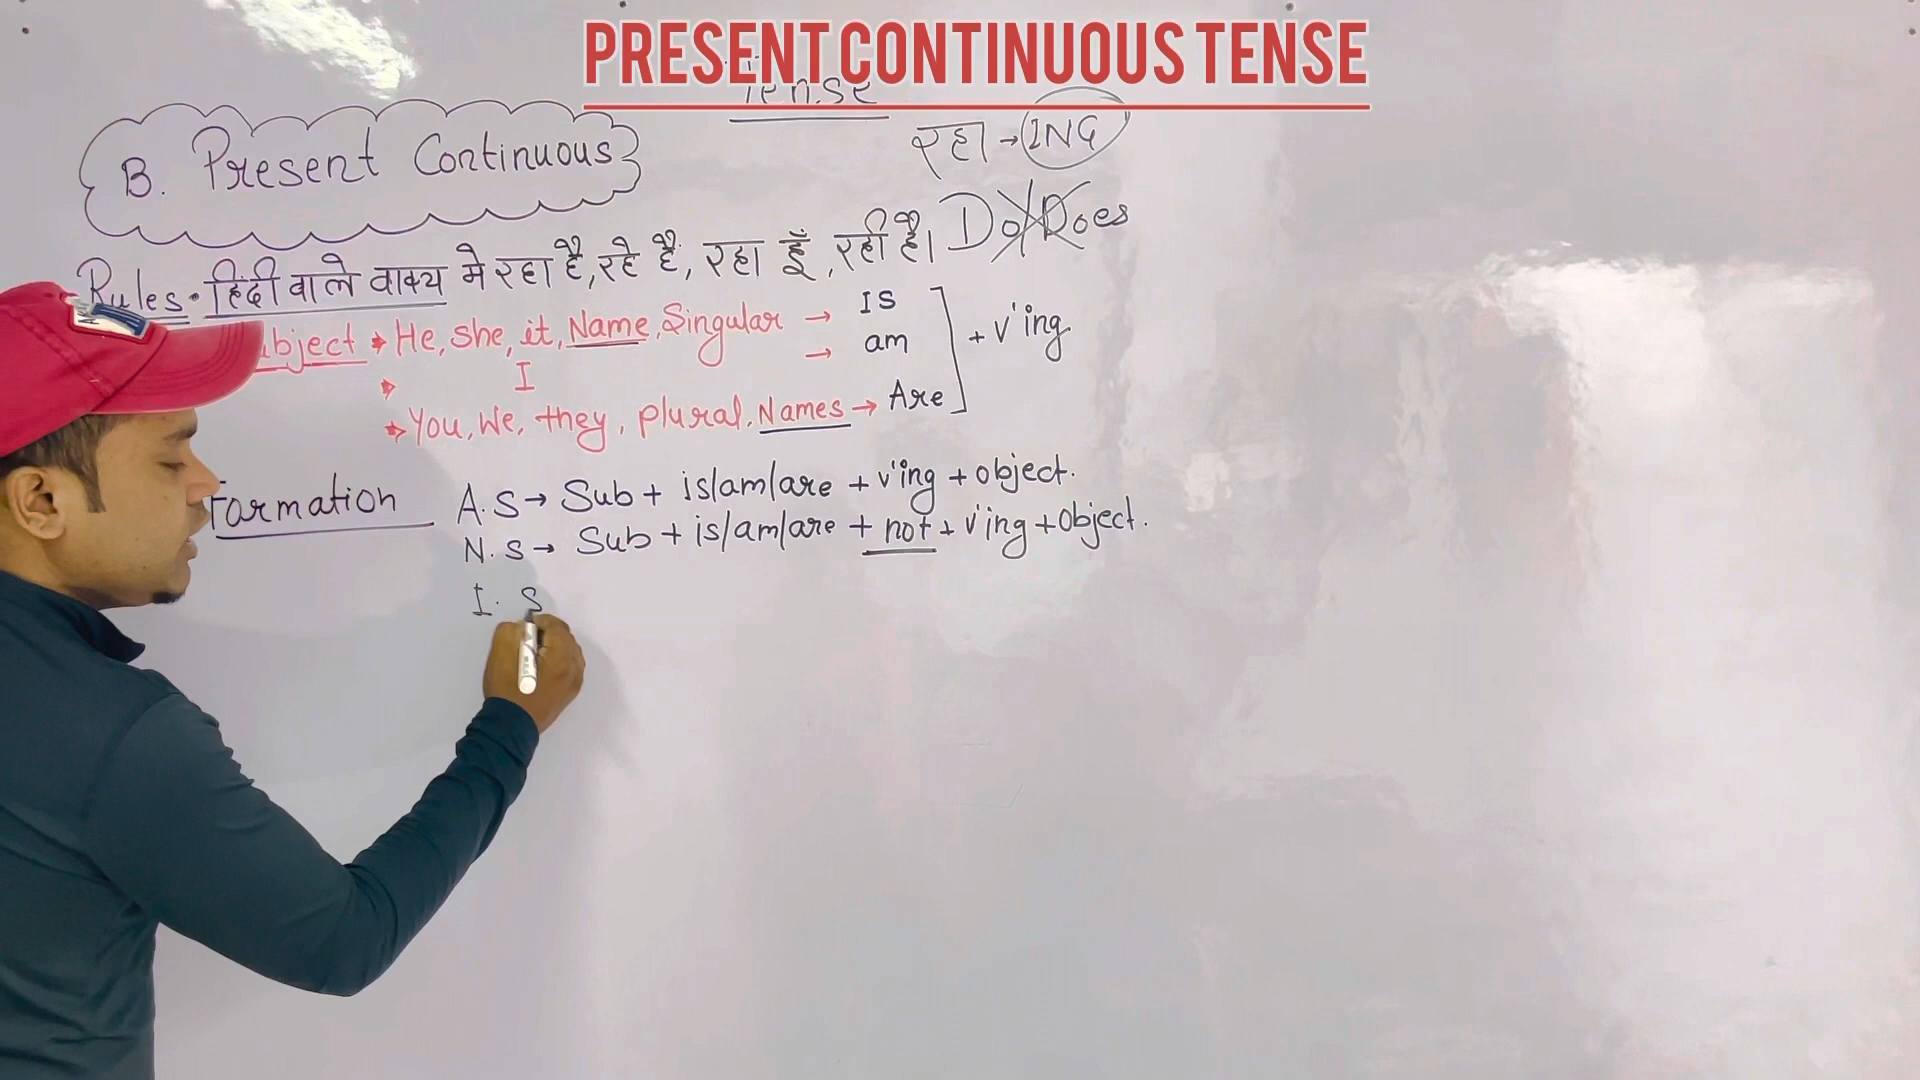 PRESENT CONTINUOUS TENSE
Tense
B. Present Continuous
रहा → ING
Rules • हिंदी वाले वाक्य मे रहा है, रहे हैं, रहा हूँ, रही है। Do/Does
ubject → He, she, it, Name, Singular → IS
I → am ] + v'ing
→ You, We, they, plural, Names → Are
Formation A.S → Sub + is/am/are + v'ing + object.
N.S → Sub + is/am/are + not + v'ing + Object.
I. S